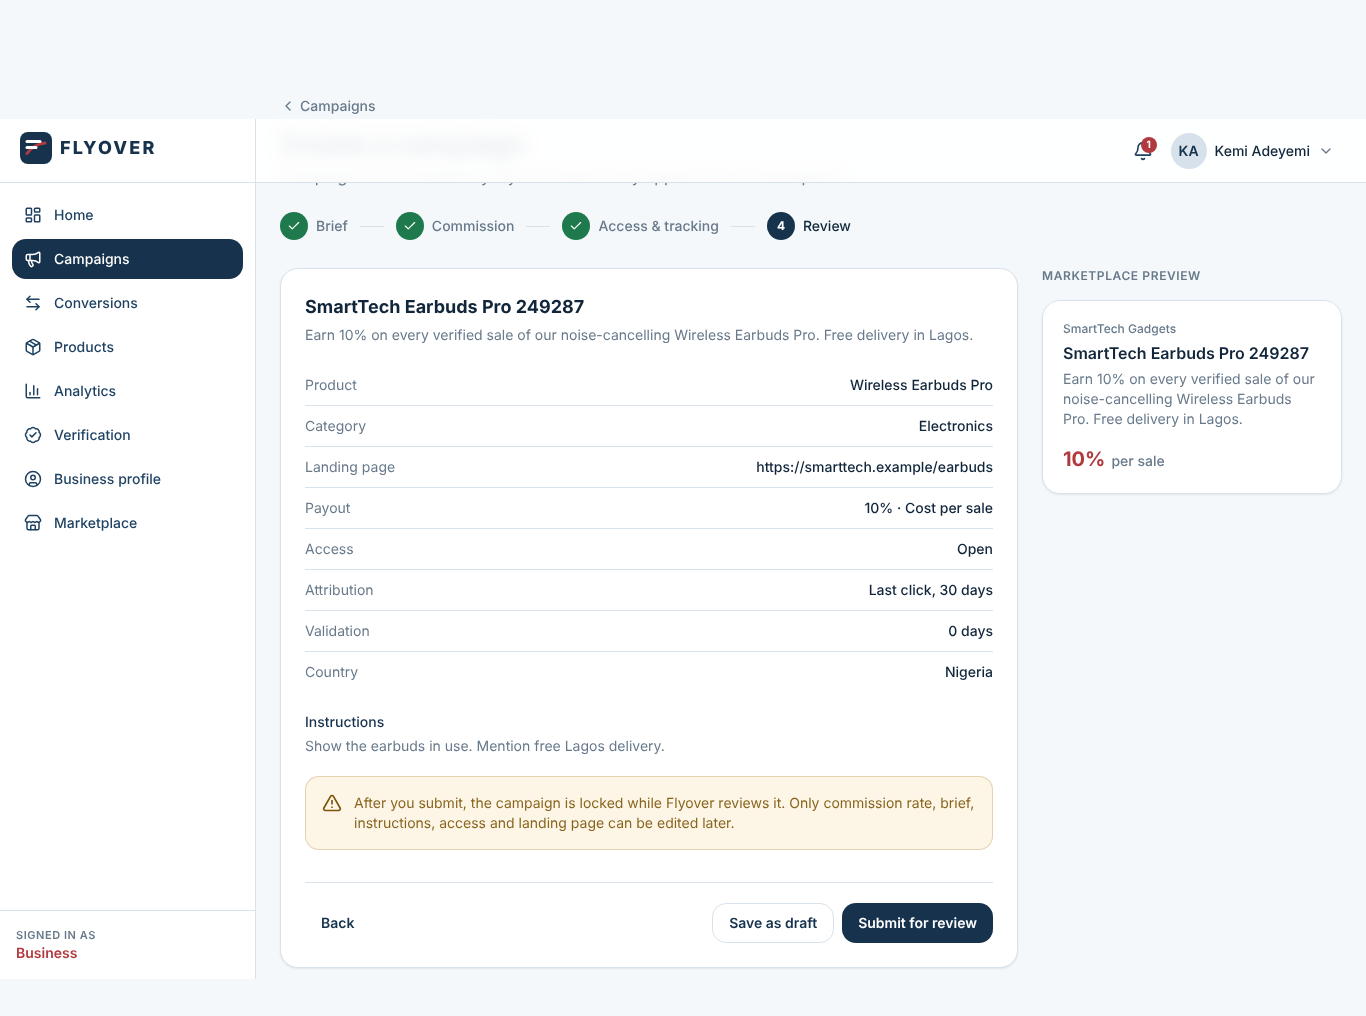 Campaigns
FLYOVER
1
KA
Kemi Adeyemi
Home
Campaigns
Conversions
Products
Analytics
Verification
Business profile
Marketplace
SIGNED IN AS
Business
Brief
Commission
Access & tracking
4
Review
SmartTech Earbuds Pro 249287
Earn 10% on every verified sale of our noise-cancelling Wireless Earbuds Pro. Free delivery in Lagos.
Product
Wireless Earbuds Pro
Category
Electronics
Landing page
https://smarttech.example/earbuds
Payout
10% · Cost per sale
Access
Open
Attribution
Last click, 30 days
Validation
0 days
Country
Nigeria
Instructions
Show the earbuds in use. Mention free Lagos delivery.
After you submit, the campaign is locked while Flyover reviews it. Only commission rate, brief,
instructions, access and landing page can be edited later.
Back
Save as draft
Submit for review
MARKETPLACE PREVIEW
SmartTech Gadgets
SmartTech Earbuds Pro 249287
Earn 10% on every verified sale of our
noise-cancelling Wireless Earbuds
Pro. Free delivery in Lagos.
10% per sale